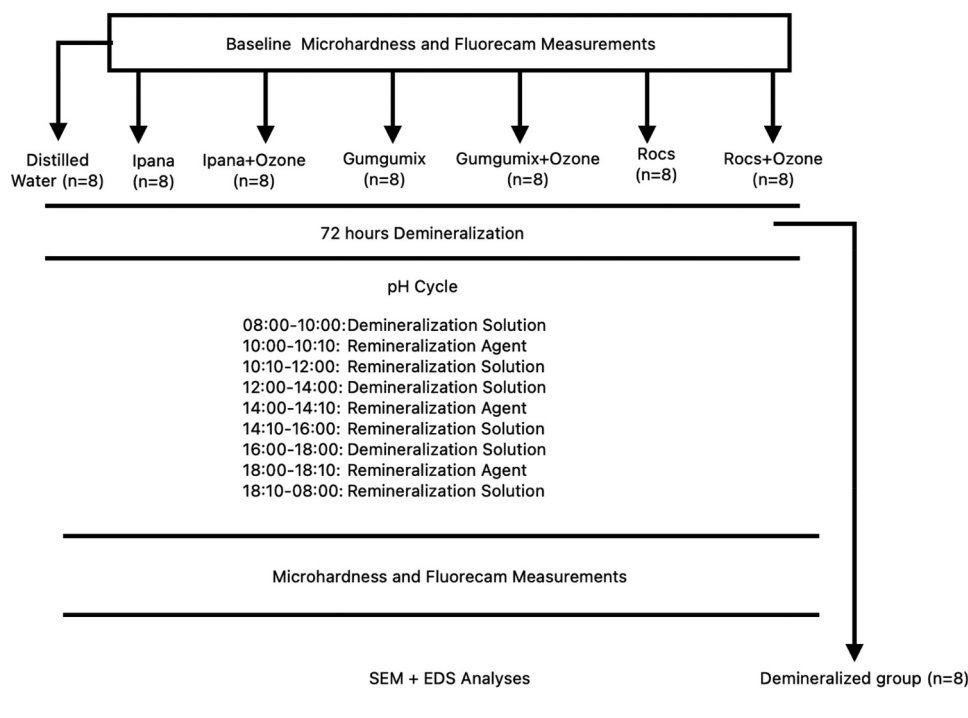 Baseline Microhardness and Fluorecam Measurements
Distilled
Water (n=8)
Ipana
(n=8)
Ipana+Ozone
(n=8)
Gumgumix
(n=8)
Gumgumix+Ozone
(n=8)
Rocs
(n=8)
Rocs+Ozone
(n=8)
72 hours Demineralization
pH Cycle
08:00-10:00: Demineralization Solution
10:00-10:10: Remineralization Agent
10:10-12:00: Remineralization Solution
12:00-14:00: Demineralization Solution
14:00-14:10: Remineralization Agent
14:10-16:00: Remineralization Solution
16:00-18:00: Demineralization Solution
18:00-18:10: Remineralization Agent
18:10-08:00: Remineralization Solution
Microhardness and Fluorecam Measurements
SEM + EDS Analyses
Demineralized group (n=8)